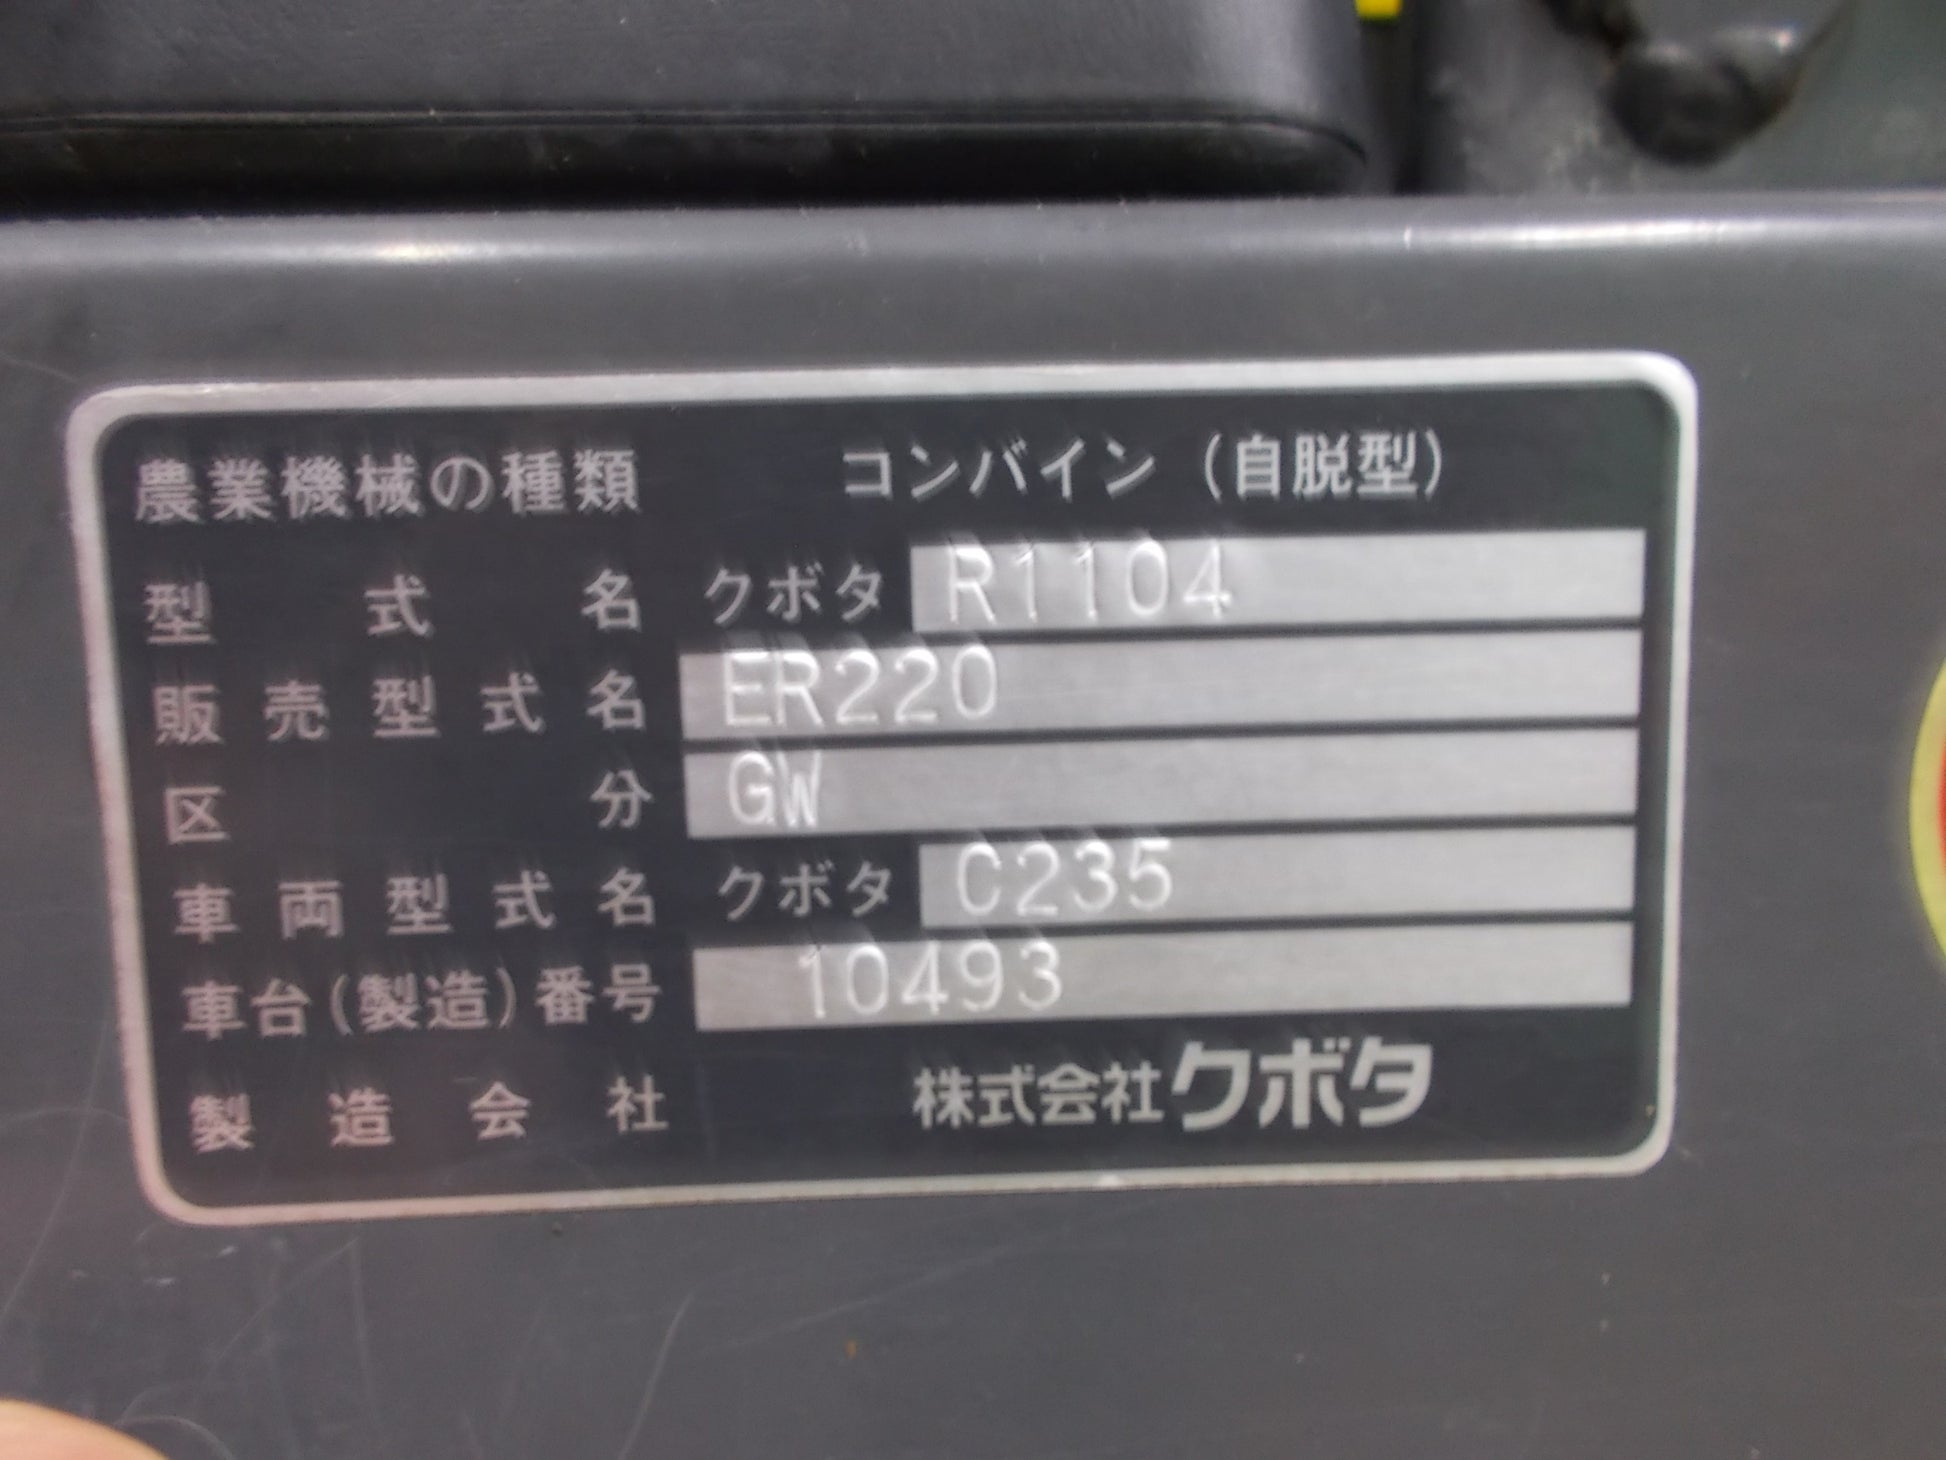 農業機械の種類 コンバイン（自脱型）
型式名 クボタ R1104
販売型式名 ER220
区分 GW
車両型式名 クボタ C235
車台(製造)番号 10493
製造会社 株式会社クボタ